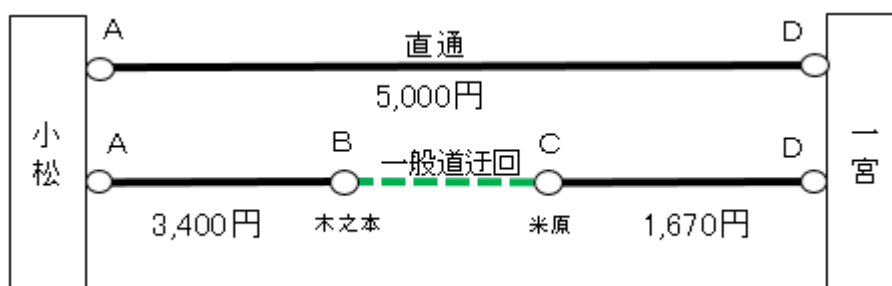 小松
A
直通
D
5,000円
A
B
一般道迂回
C
D
3,400円
木之本
米原
1,670円
一宮